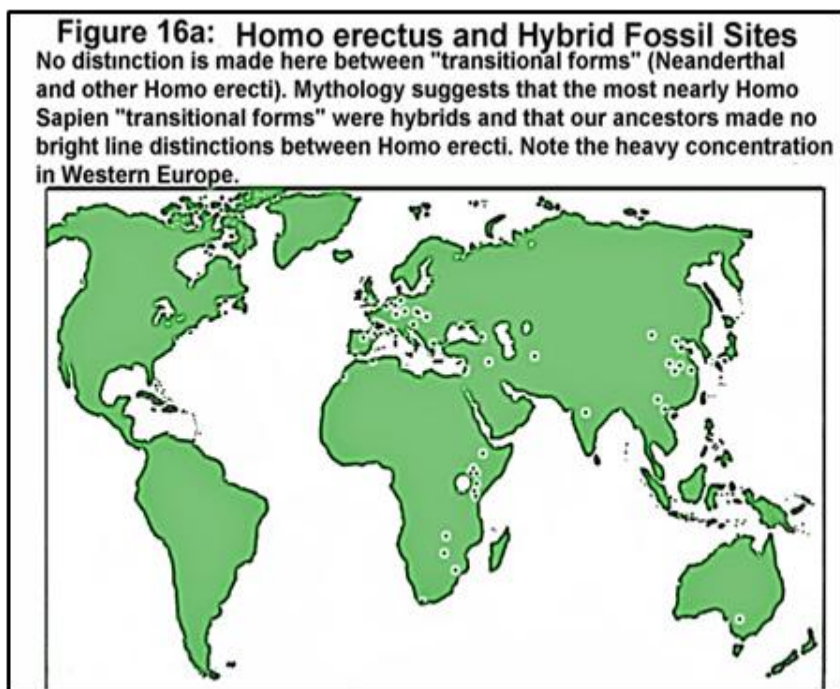 Figure 16a: Homo erectus and Hybrid Fossil Sites
No distinction is made here between "transitional forms" (Neanderthal
and other Homo erecti). Mythology suggests that the most nearly Homo
Sapien "transitional forms" were hybrids and that our ancestors made no
bright line distinctions between Homo erecti. Note the heavy concentration
in Western Europe.